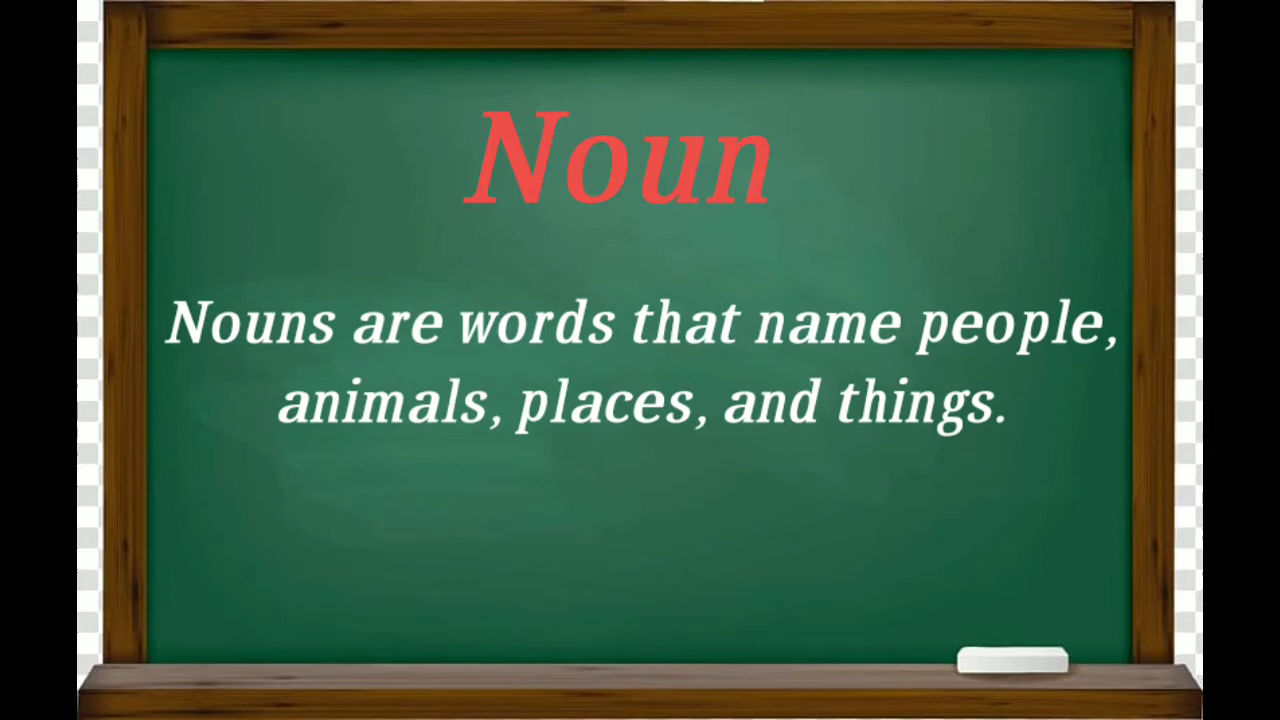 Noun
Nouns are words that name people,
animals, places, and things.